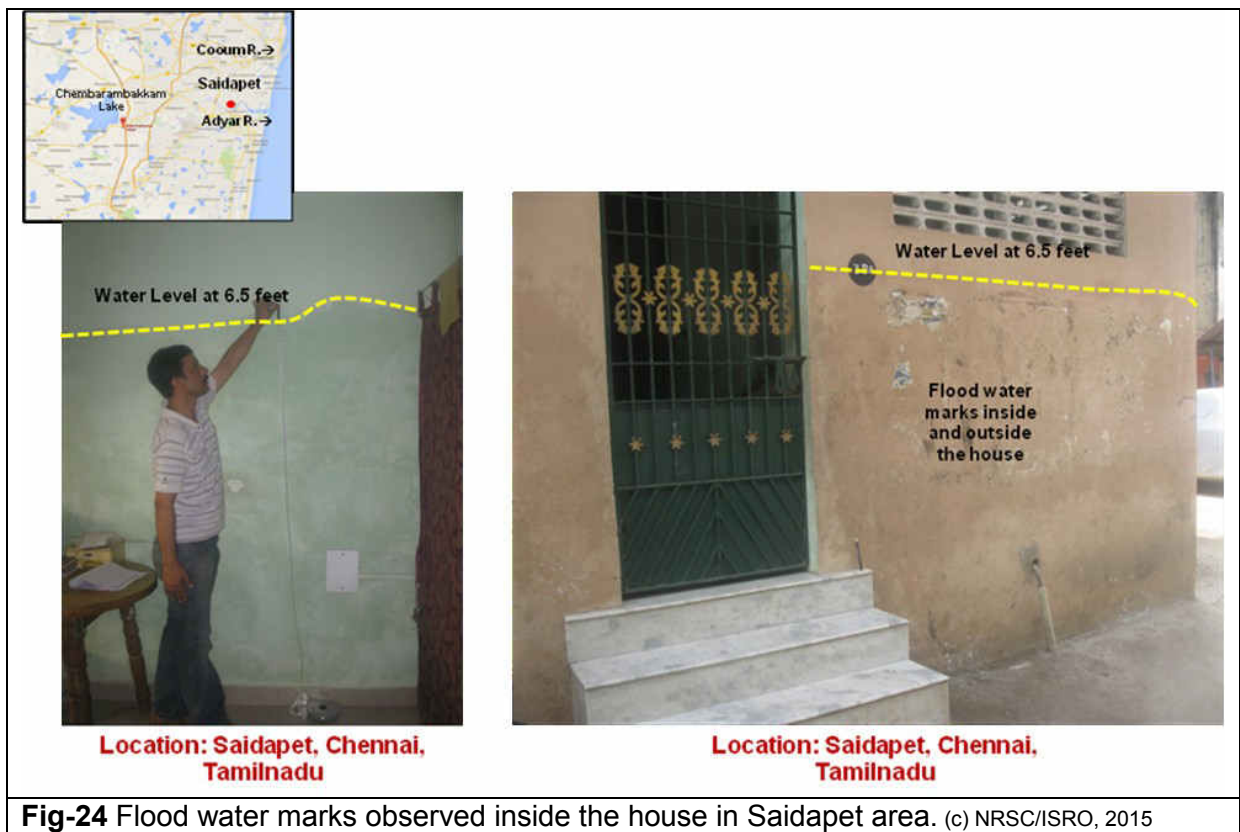 Cooum R.→
Saidapet
Chembarambakkam
Lake
Adyar R.→
Water Level at 6.5 feet
Water Level at 6.5 feet
Flood water
marks inside
and outside
the house
Location: Saidapet, Chennai,
Tamilnadu
Location: Saidapet, Chennai,
Tamilnadu
Fig-24 Flood water marks observed inside the house in Saidapet area. (c) NRSC/ISRO, 2015